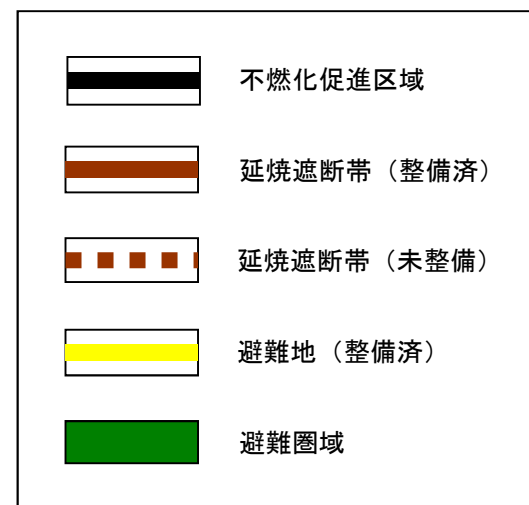 不燃化促進区域
延焼遮断帯（整備済）
延焼遮断帯（未整備）
避難地（整備済）
避難圏域